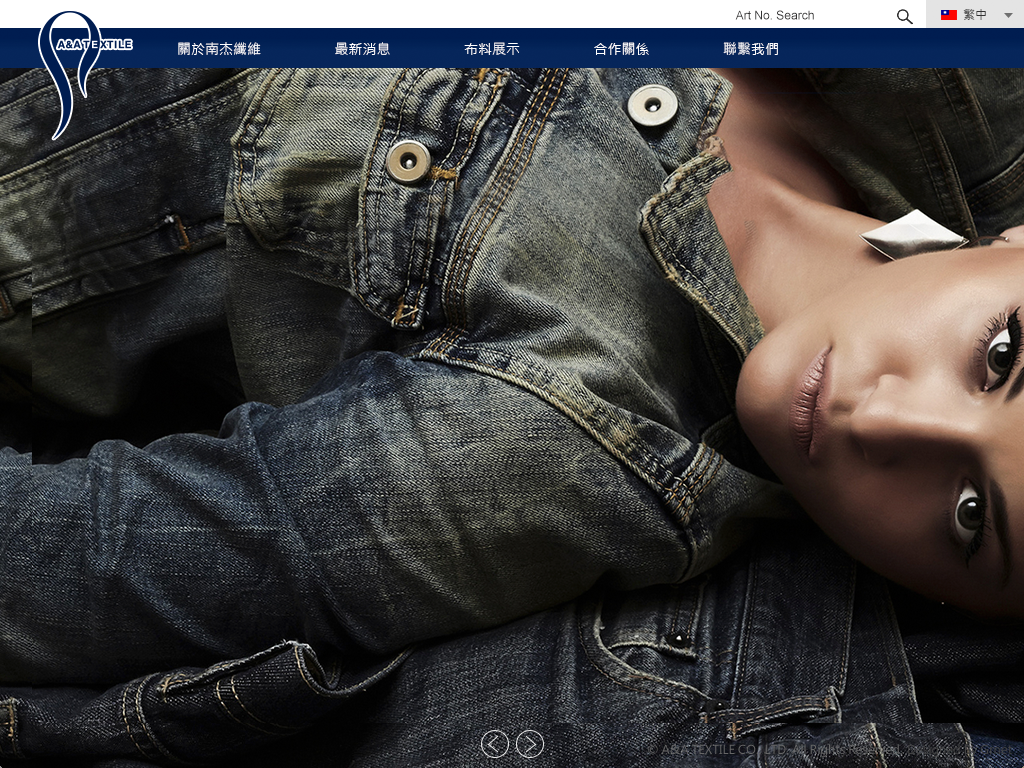 Art No. Search
繁中
A&A TEXTILE
關於南杰纖維
最新消息
布料展示
合作關係
聯繫我們
© A&A TEXTILE CO., LTD. All Rights Reserved.